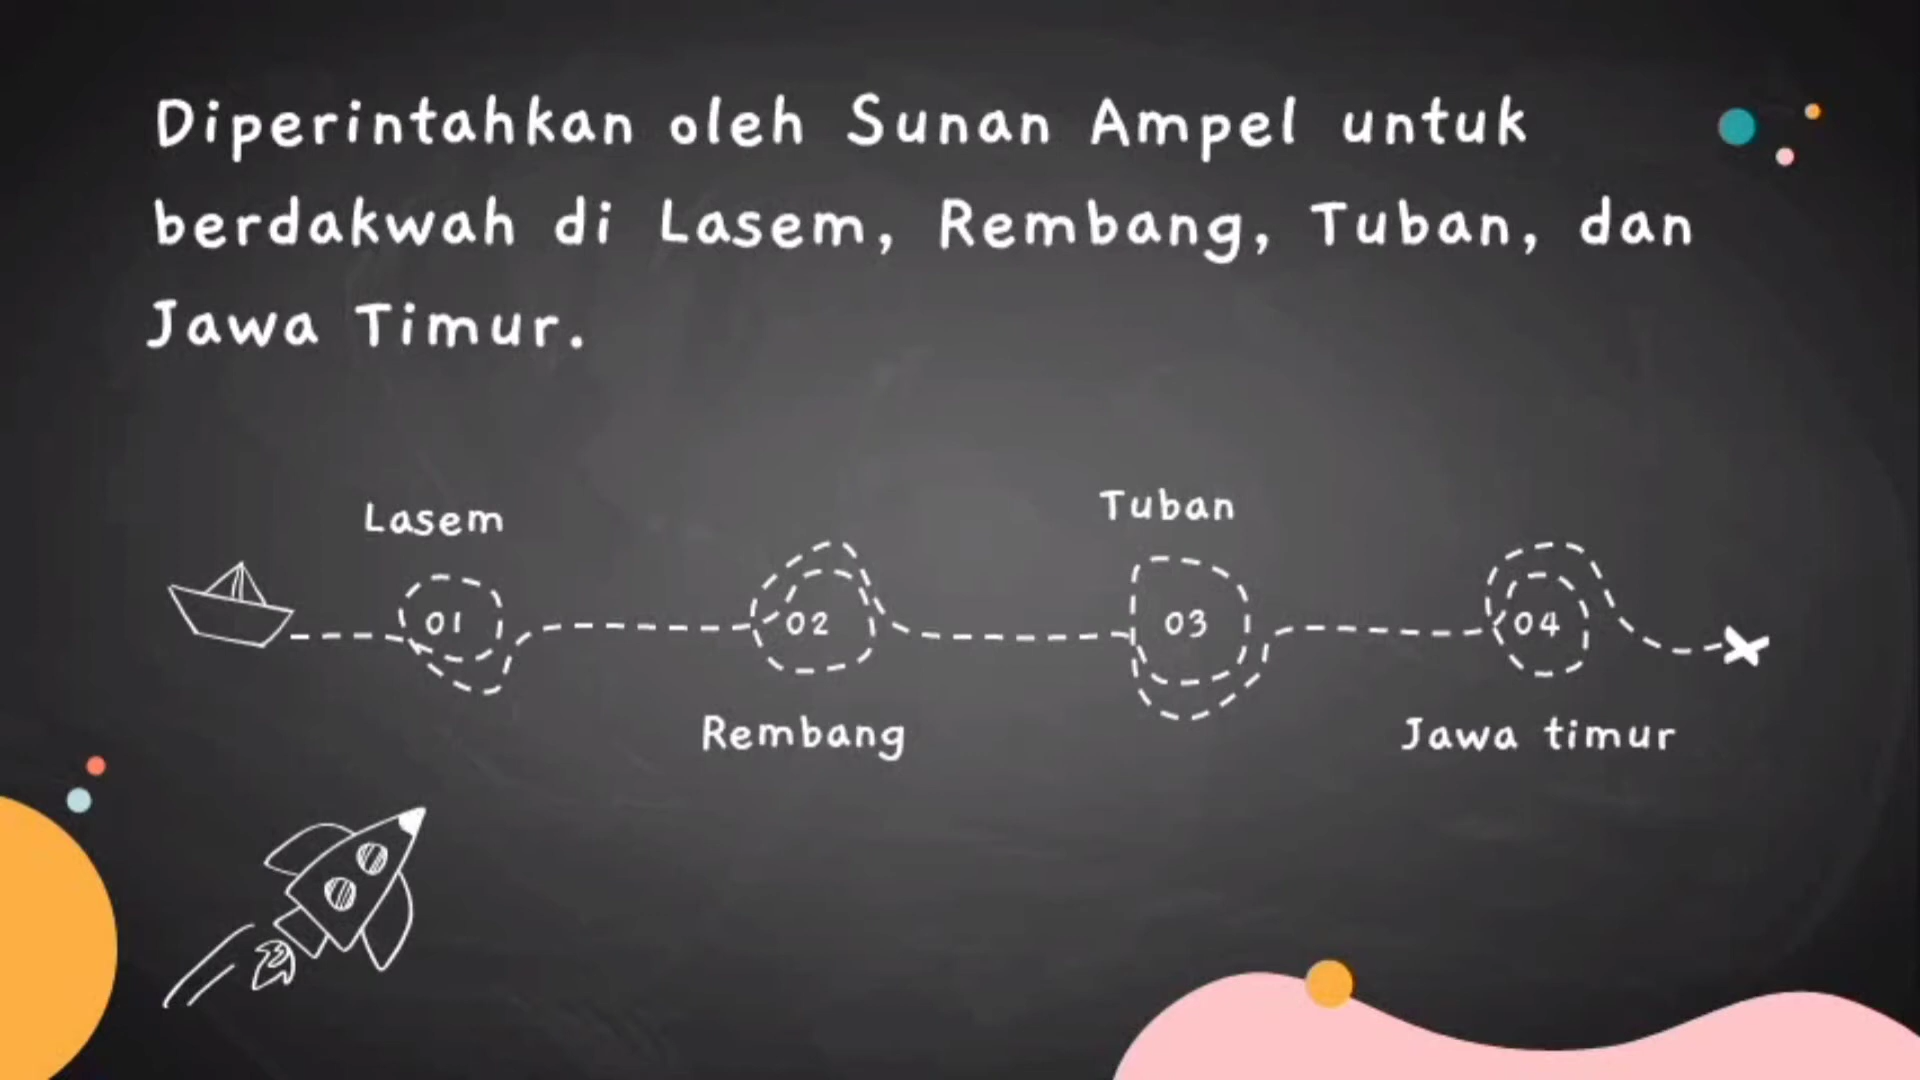 Diperintahkan oleh Sunan Ampel untuk
berdakwah di Lasem, Rembang, Tuban, dan
Jawa Timur.
Lasem
01
Rembang
02
Tuban
03
Jawa timur
04